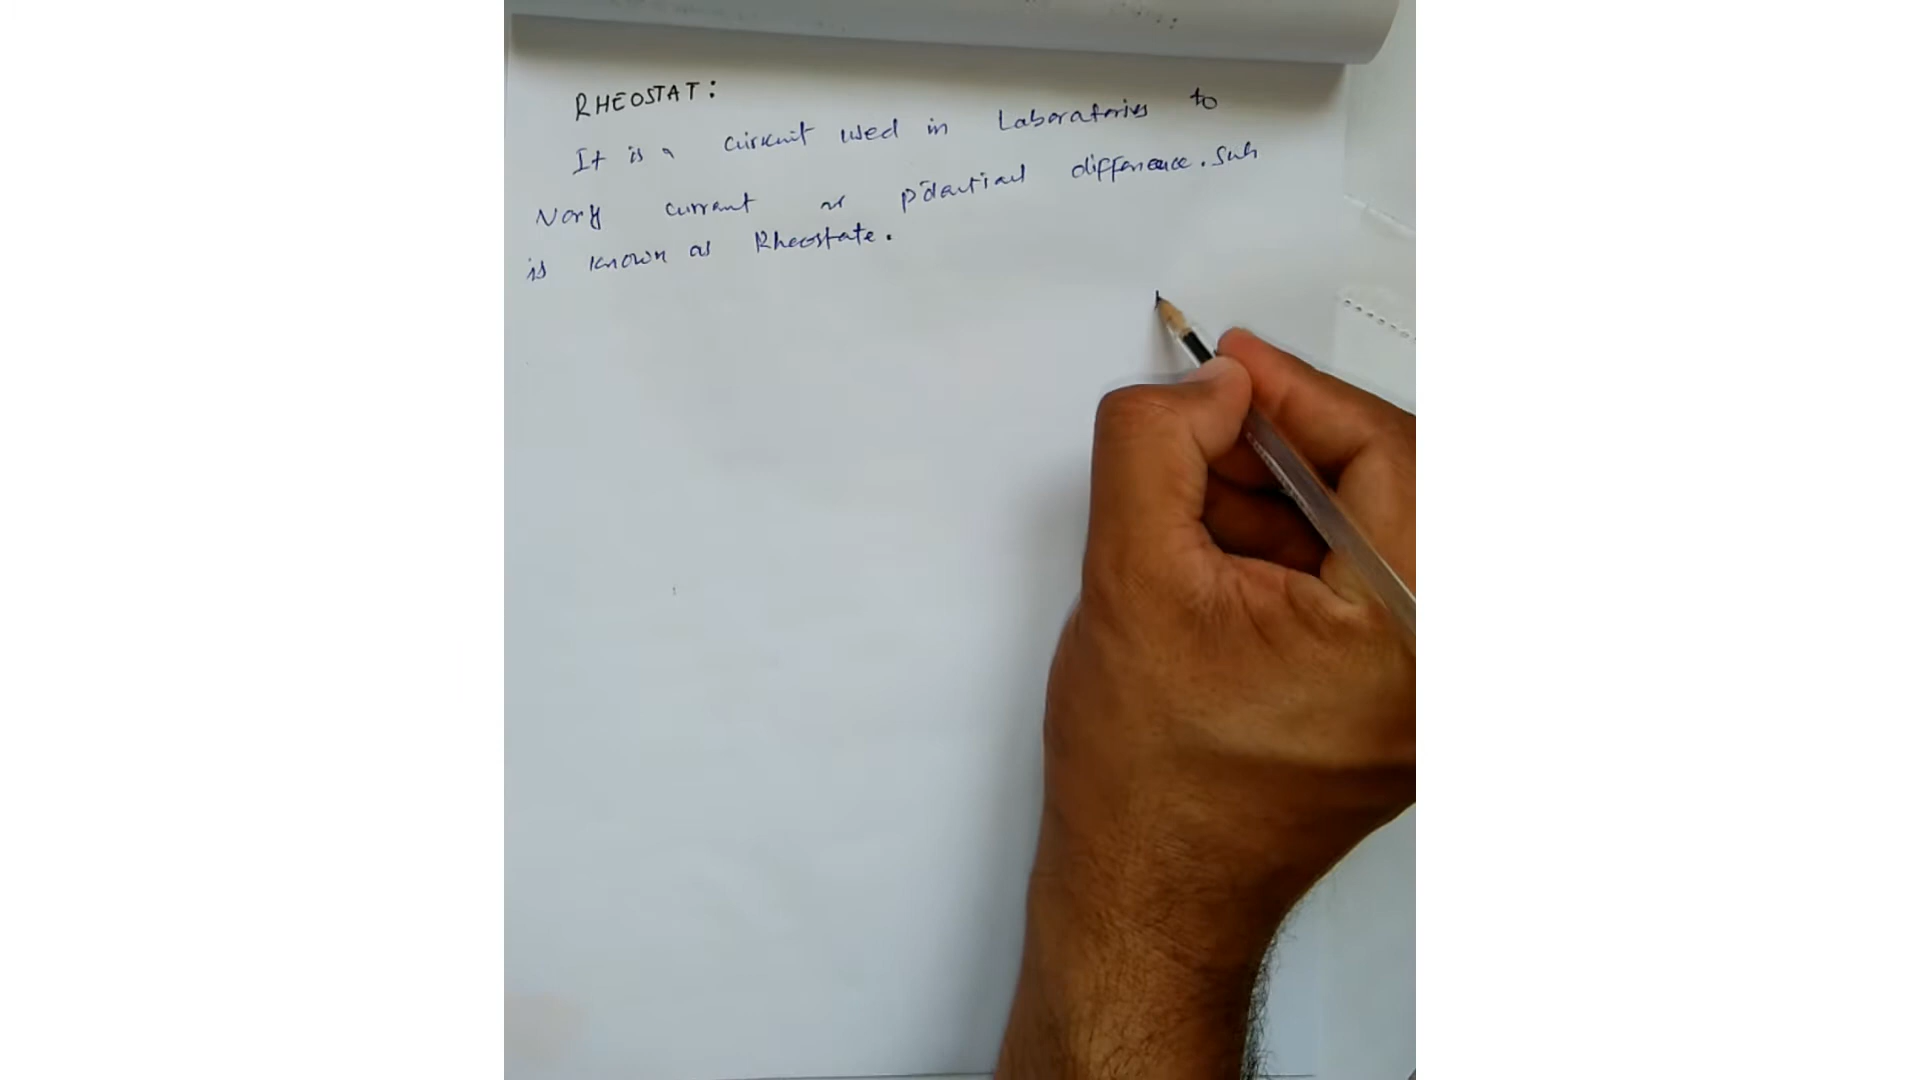 RHEOSTAT:
It is a circuit used in Laboratories to
Vary current or potential difference. Such
is known as Rheostate.